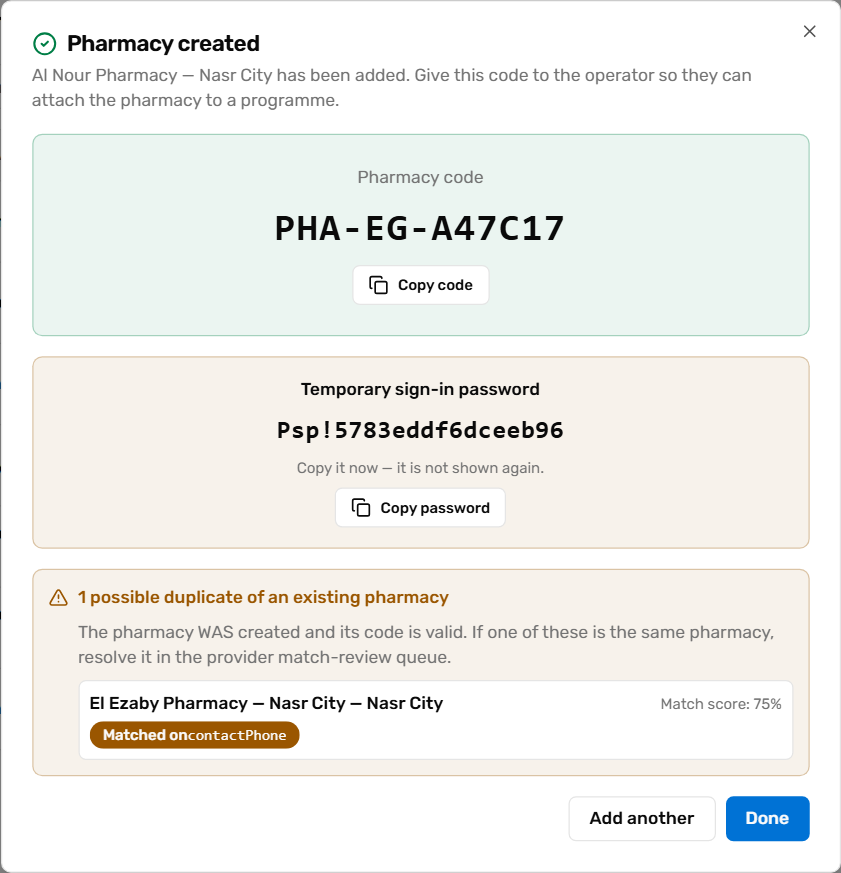 Pharmacy created
Al Nour Pharmacy — Nasr City has been added. Give this code to the operator so they can
attach the pharmacy to a programme.
Pharmacy code
PHA-EG-A47C17
Copy code
Temporary sign-in password
Psp!5783eddf6dceeb96
Copy it now — it is not shown again.
Copy password
1 possible duplicate of an existing pharmacy
The pharmacy WAS created and its code is valid. If one of these is the same pharmacy,
resolve it in the provider match-review queue.
El Ezaby Pharmacy — Nasr City — Nasr City
Match score: 75%
Matched oncontactPhone
Add another
Done